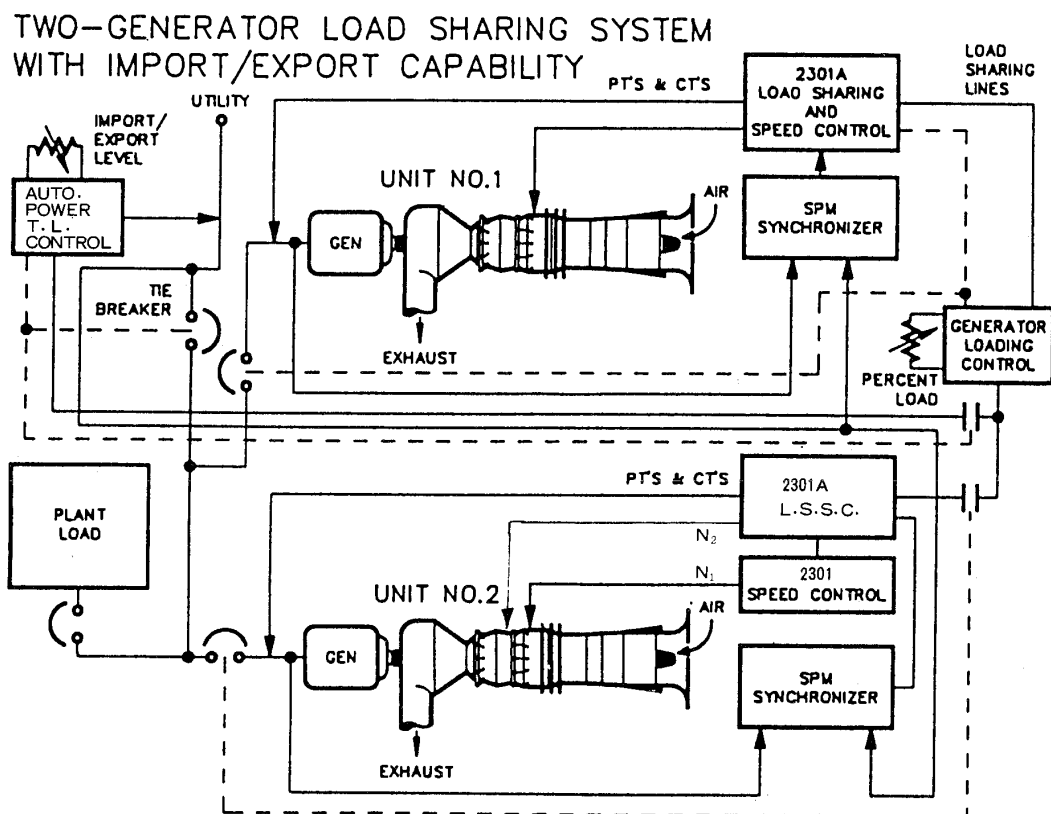 TWO-GENERATOR LOAD SHARING SYSTEM
WITH IMPORT/EXPORT CAPABILITY
UTILITY
IMPORT/
EXPORT
LEVEL
AUTO.
POWER
T. L.
CONTROL
PT'S & CT'S
2301A
LOAD SHARING
AND
SPEED CONTROL
LOAD
SHARING
LINES
UNIT NO.1
AIR
GEN
SPM
SYNCHRONIZER
TIE
BREAKER
EXHAUST
GENERATOR
LOADING
CONTROL
PERCENT
LOAD
PLANT
LOAD
PT'S & CT'S
2301A
L.S.S.C.
N₂
N₁
2301
SPEED CONTROL
UNIT NO.2
AIR
GEN
SPM
SYNCHRONIZER
EXHAUST